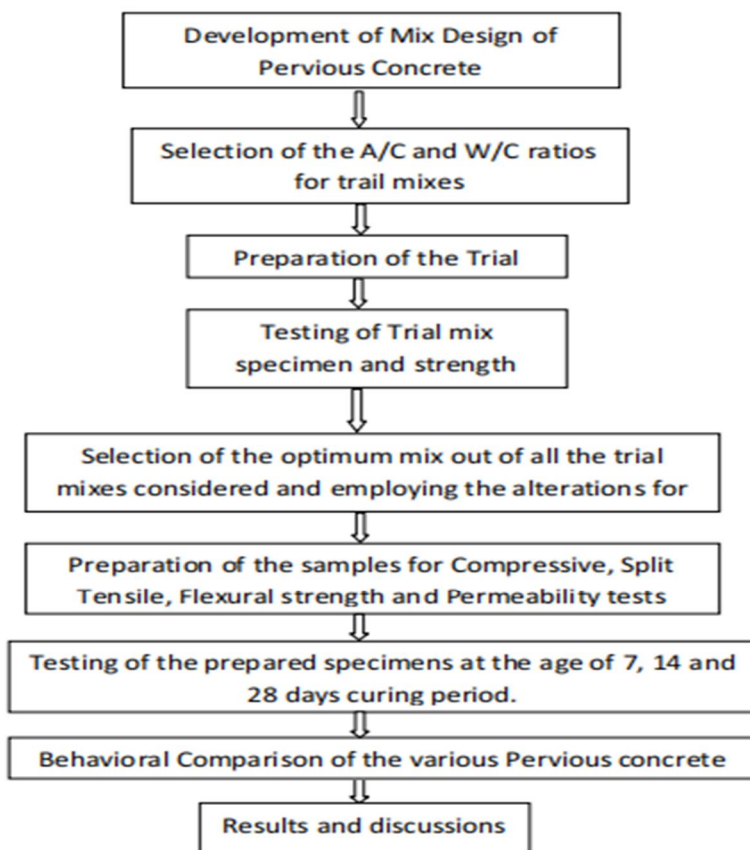 Development of Mix Design of
Pervious Concrete
Selection of the A/C and W/C ratios
for trail mixes
Preparation of the Trial
Testing of Trial mix
specimen and strength
Selection of the optimum mix out of all the trial
mixes considered and employing the alterations for
Preparation of the samples for Compressive, Split
Tensile, Flexural strength and Permeability tests
Testing of the prepared specimens at the age of 7, 14 and
28 days curing period.
Behavioral Comparison of the various Pervious concrete
Results and discussions